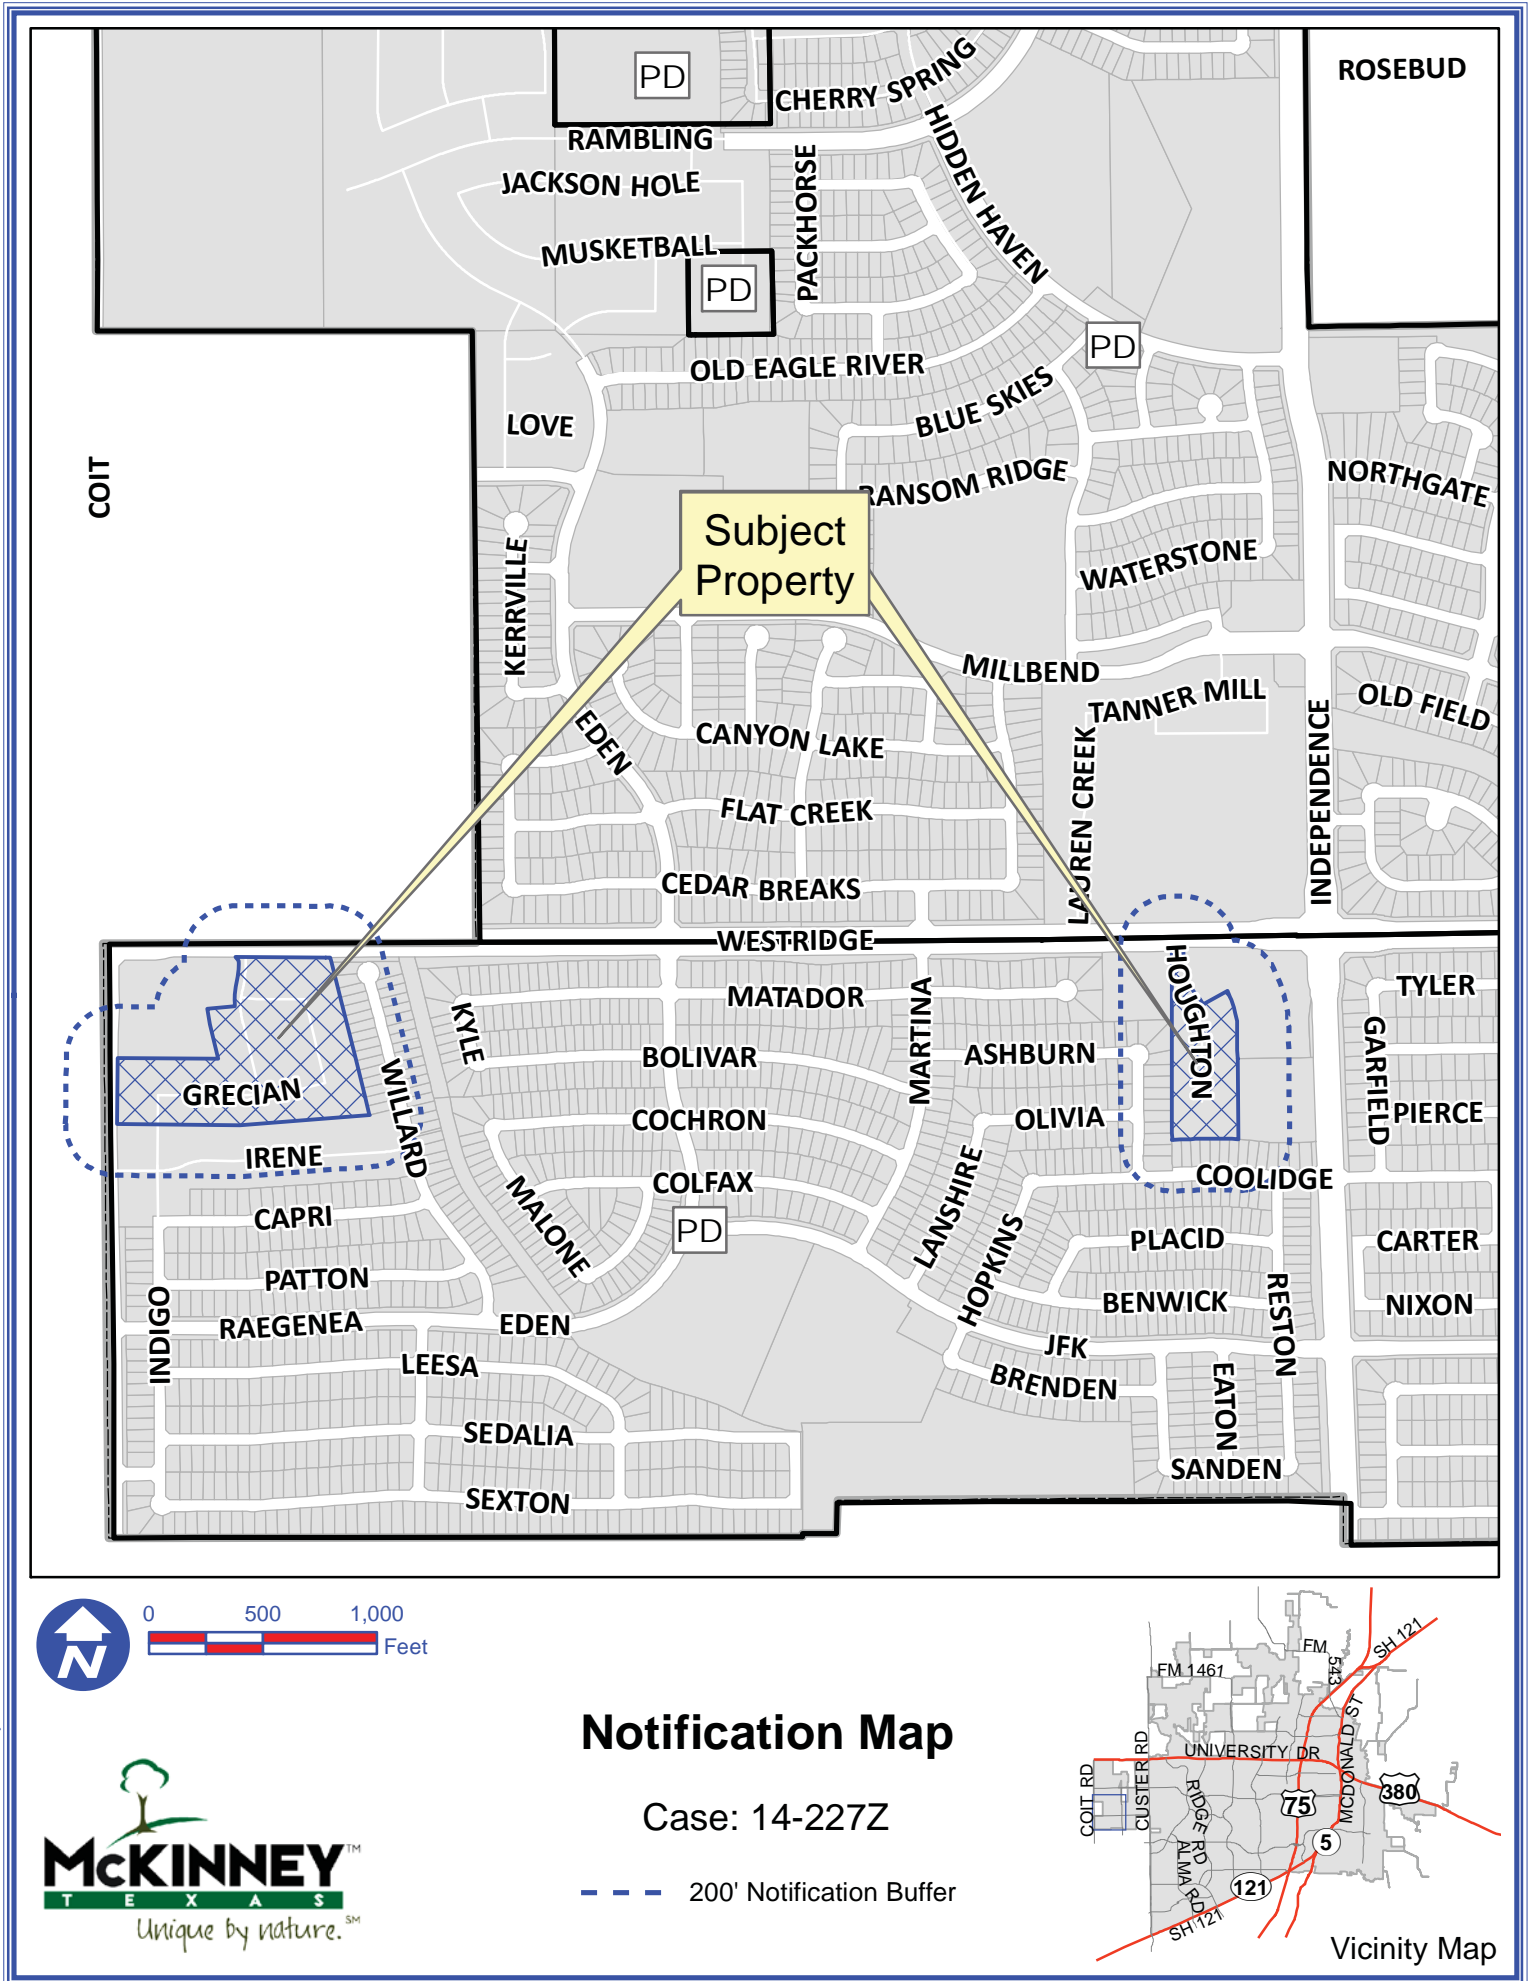 PD
ROSEBUD
CHERRY SPRING
RAMBLING
HIDDEN HAVEN
JACKSON HOLE
PACKHORSE
MUSKETBALL
PD
PD
OLD EAGLE RIVER
BLUE SKIES
LOVE
COIT
RANSOM RIDGE
NORTHGATE
Subject
Property
KERRVILLE
WATERSTONE
MILLBEND
TANNER MILL
OLD FIELD
EDEN
CANYON LAKE
LAUREN CREEK
INDEPENDENCE
FLAT CREEK
CEDAR BREAKS
WESTRIDGE
HOUGHTON
TYLER
MATADOR
MARTINA
KYLE
GARFIELD
BOLIVAR
ASHBURN
WILLARD
GRECIAN
COCHRON
OLIVIA
PIERCE
IRENE
COLFAX
COOLIDGE
LANSHIRE
MALONE
CAPRI
PD
HOPKINS
PLACID
CARTER
PATTON
INDIGO
RESTON
BENWICK
NIXON
RAEGENEA
EDEN
JFK
LEESA
BRENDEN
EATON
SEDALIA
SANDEN
SEXTON
N
0 500 1,000
Feet
Notification Map
Case: 14-227Z
200' Notification Buffer
McKINNEY™
TEXAS
Unique by nature.℠
FM 1461
FM
543
SH 121
MCDONALD ST
UNIVERSITY DR
COIT RD
CUSTER RD
RIDGE RD
ALMA RD
75
380
5
121
SH 121
Vicinity Map